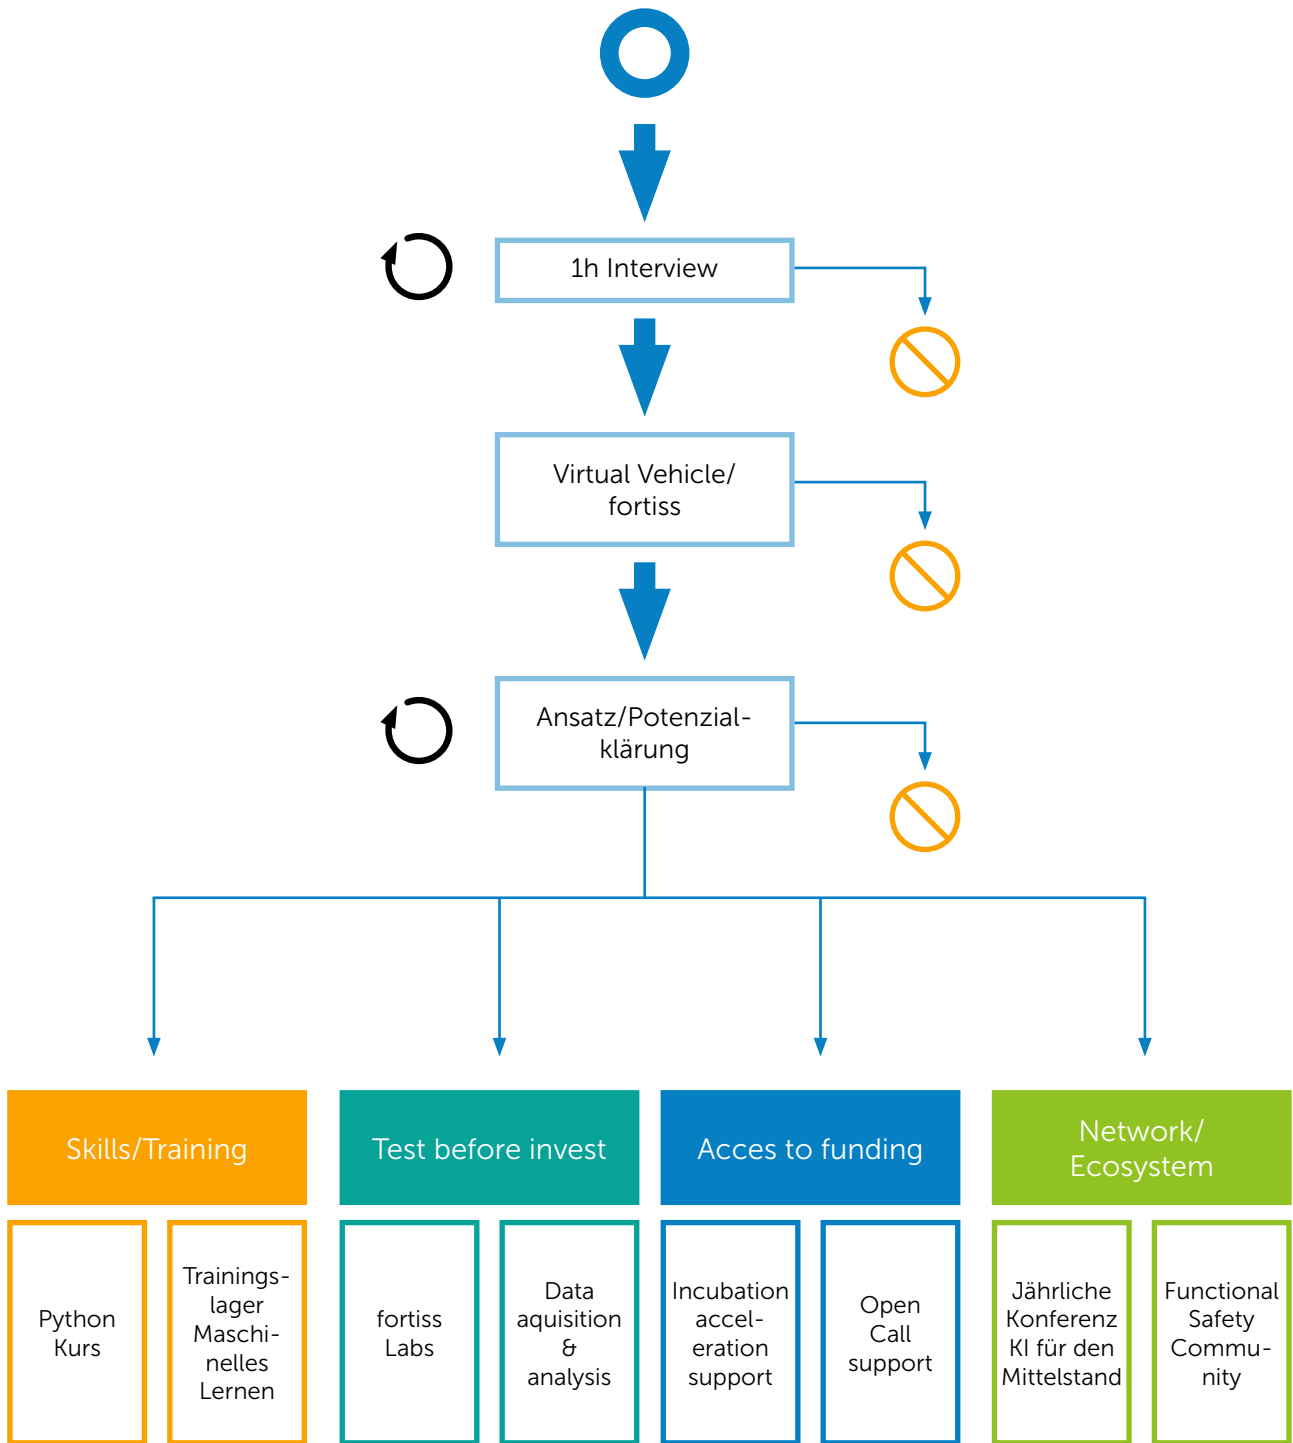 1h Interview
Virtual Vehicle/
fortiss
Ansatz/Potenzial-
klärung
Skills/Training
Test before invest
Acces to funding
Network/
Ecosystem
Python
Kurs
Trainings-
lager
Maschi-
nelles
Lernen
fortiss
Labs
Data
aquisition
&
analysis
Incubation
accel-
eration
support
Open
Call
support
Jährliche
Konferenz
KI für den
Mittelstand
Functional
Safety
Commu-
nity